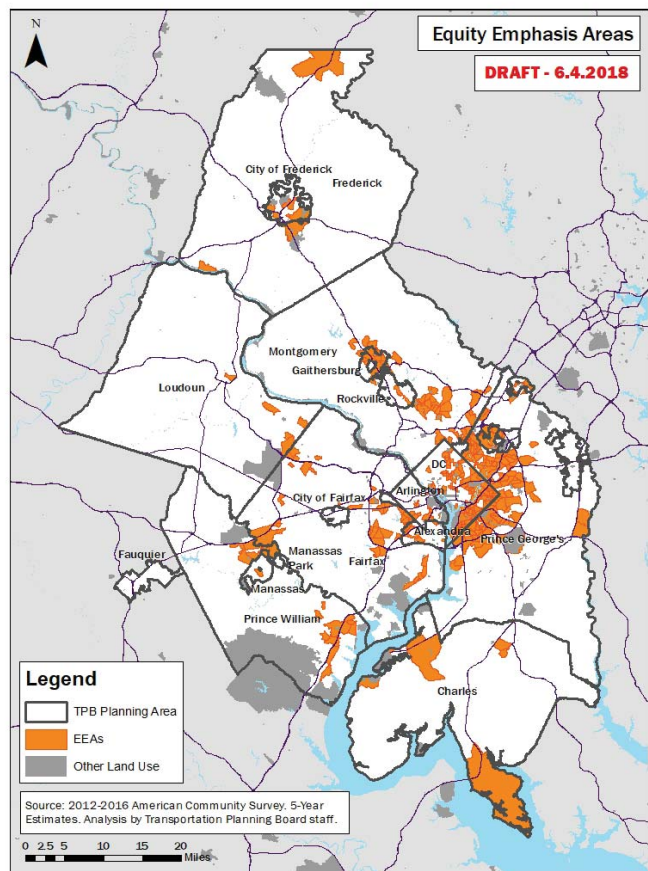 Equity Emphasis Areas
DRAFT - 6.4.2018
N
City of Frederick
Frederick
Montgomery
Gaithersburg
Loudoun
Rockville
DC
City of Fairfax
Arlington
Alexandria
Prince George's
Fauquier
Manassas
Park
Fairfax
Manassas
Prince William
Charles
Legend
TPB Planning Area
EEAs
Other Land Use
Source: 2012-2016 American Community Survey. 5-Year
Estimates. Analysis by Transportation Planning Board staff.
0 2.5 5 10 15 20
Miles